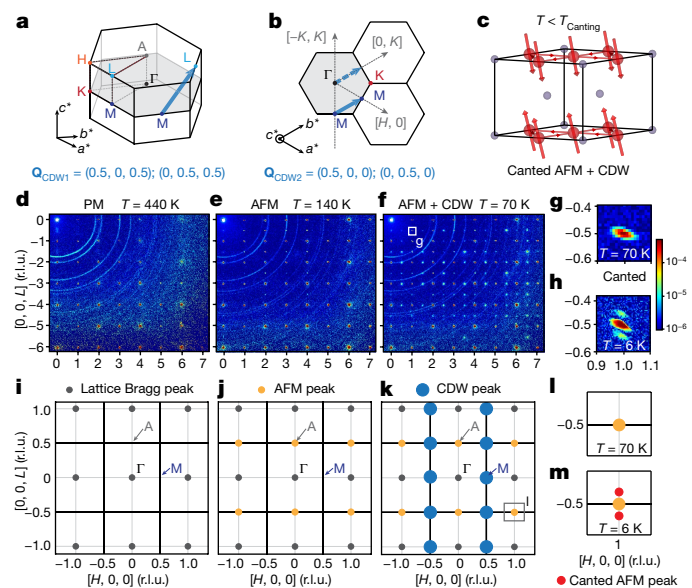 a
b
c
H
A
L
L
K
Γ
M
M
c*
b*
a*
[−K, K]
[0, K]
Γ
K
M
M
[H, 0]
b*
c*
a*
T < T_Canting
Canted AFM + CDW
Q_CDW1 = (0.5, 0, 0.5); (0, 0.5, 0.5)
Q_CDW2 = (0.5, 0, 0); (0, 0.5, 0)
d PM T = 440 K
e AFM T = 140 K
f AFM + CDW T = 70 K
g
g
[0, 0, L] (r.l.u.)
0
−1
−2
−3
−4
−5
−6
0 1 2 3 4 5 6 7
0 1 2 3 4 5 6 7
0 1 2 3 4 5 6 7
−0.4
−0.5
−0.6
T = 70 K
Canted
h
−0.4
−0.6
T = 6 K
0.9 1.0 1.1
10−4
10−5
10−6
i Lattice Bragg peak
j AFM peak
k CDW peak
l
[0, 0, L] (r.l.u.)
1.0
0.5
0
−0.5
−1.0
A
Γ
M
A
Γ
M
A
Γ
M
l
−1.0 −0.5 0 0.5 1.0
−1.0 −0.5 0 0.5 1.0
−1.0 −0.5 0 0.5 1.0
[H, 0, 0] (r.l.u.)
[H, 0, 0] (r.l.u.)
[H, 0, 0] (r.l.u.)
−0.5
T = 70 K
m
−0.5
T = 6 K
1
[H, 0, 0] (r.l.u.)
Canted AFM peak